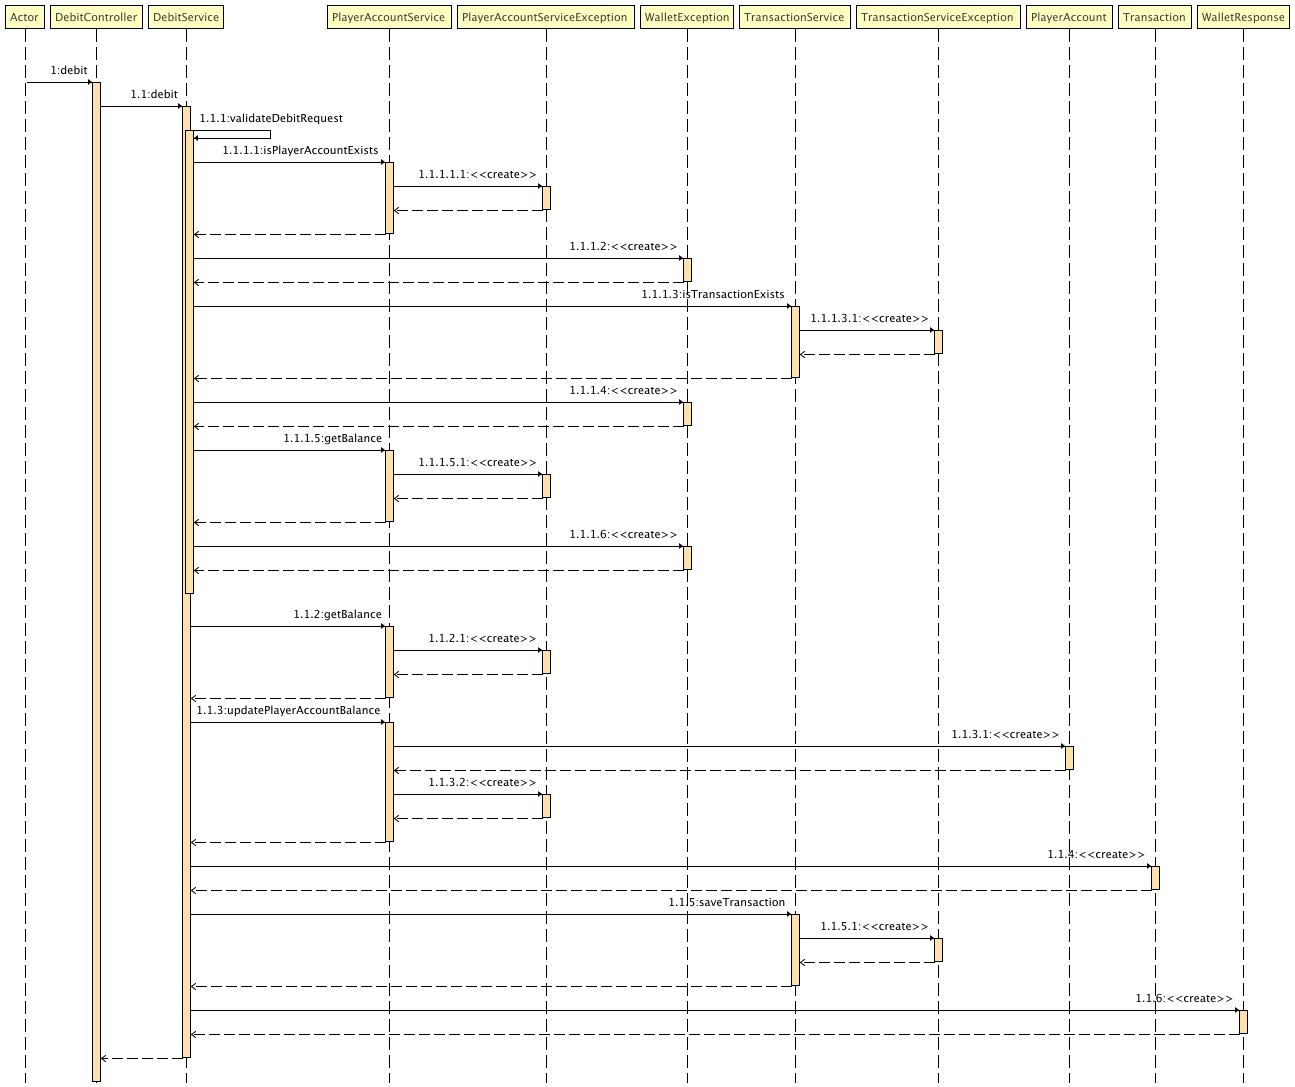 Actor
DebitController
DebitService
PlayerAccountService
PlayerAccountServiceException
WalletException
TransactionService
TransactionServiceException
PlayerAccount
Transaction
WalletResponse
1:debit
1.1:debit
1.1.1:validateDebitRequest
1.1.1.1:isPlayerAccountExists
1.1.1.1.1:<<create>>
1.1.1.2:<<create>>
1.1.1.3:isTransactionExists
1.1.1.3.1:<<create>>
1.1.1.4:<<create>>
1.1.1.5:getBalance
1.1.1.5.1:<<create>>
1.1.1.6:<<create>>
1.1.2:getBalance
1.1.2.1:<<create>>
1.1.3:updatePlayerAccountBalance
1.1.3.1:<<create>>
1.1.3.2:<<create>>
1.1.4:<<create>>
1.1.5:saveTransaction
1.1.5.1:<<create>>
1.1.6:<<create>>